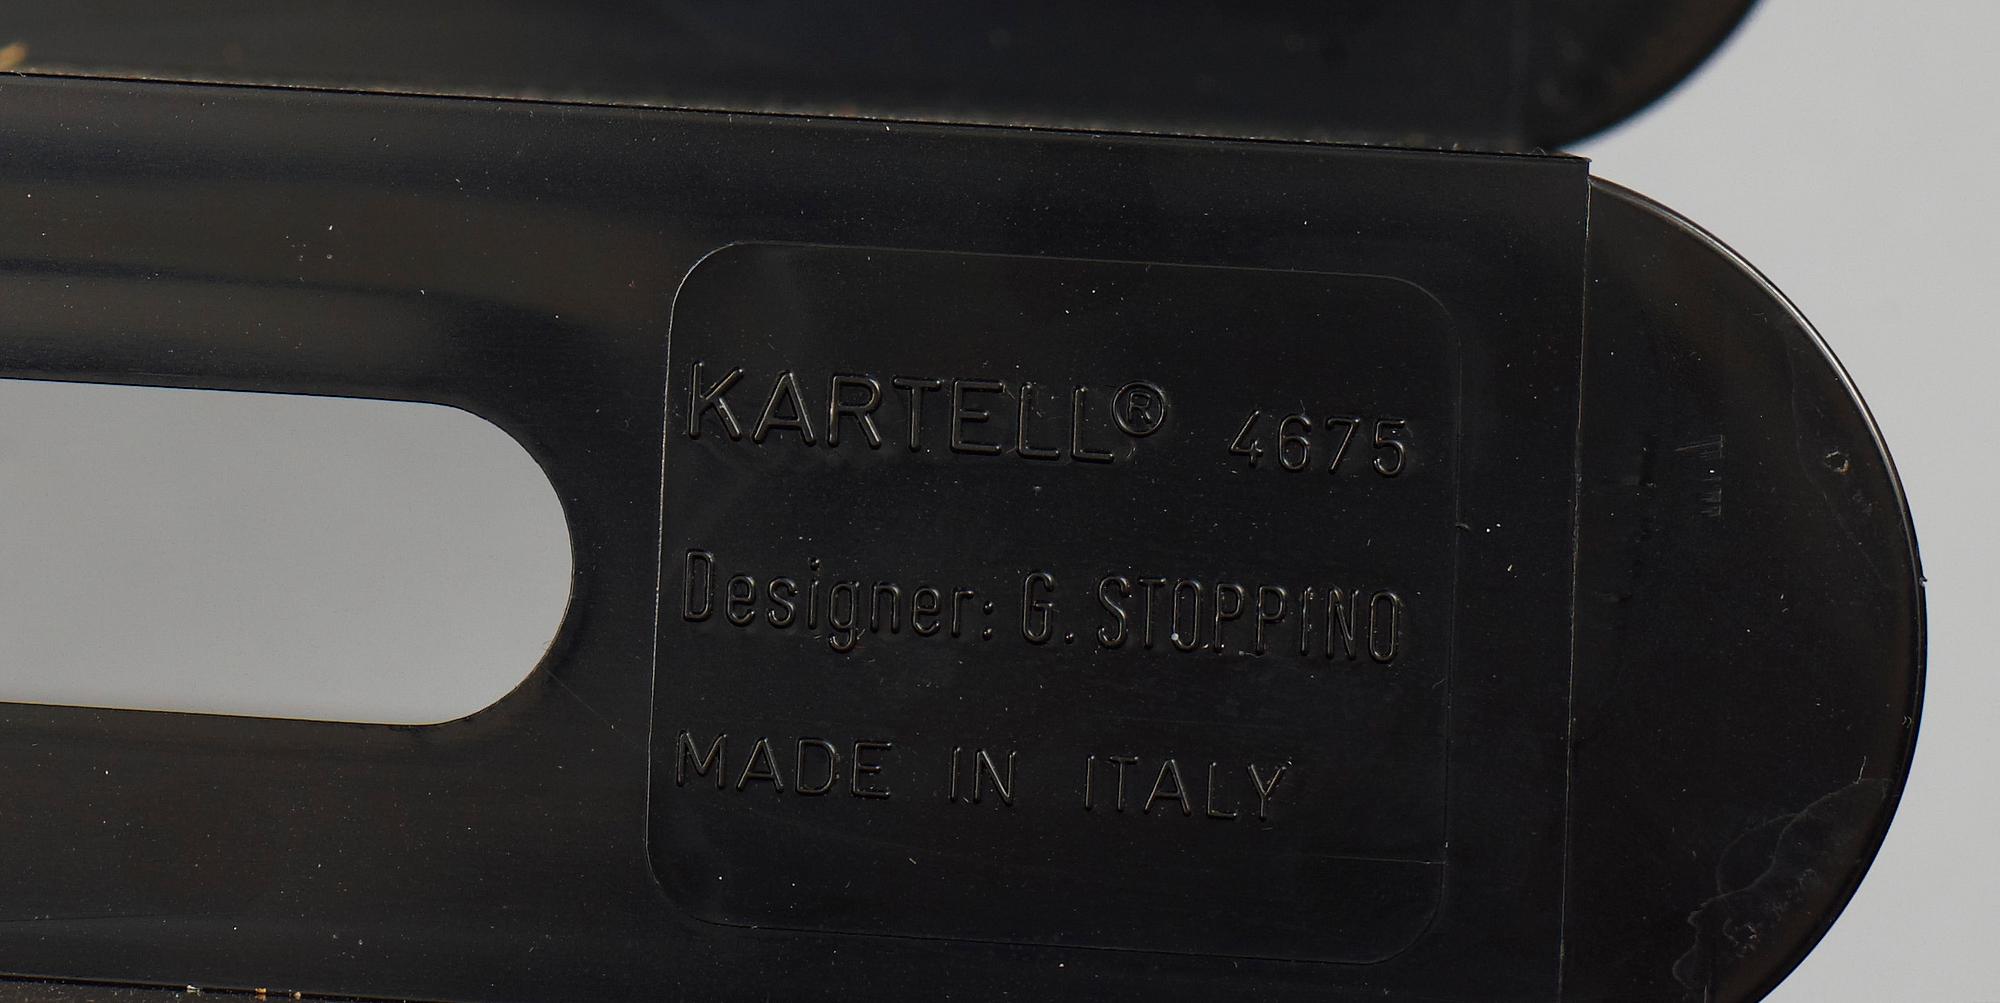 KARTELL® 4675
Designer: G. STOPPINO
MADE IN ITALY